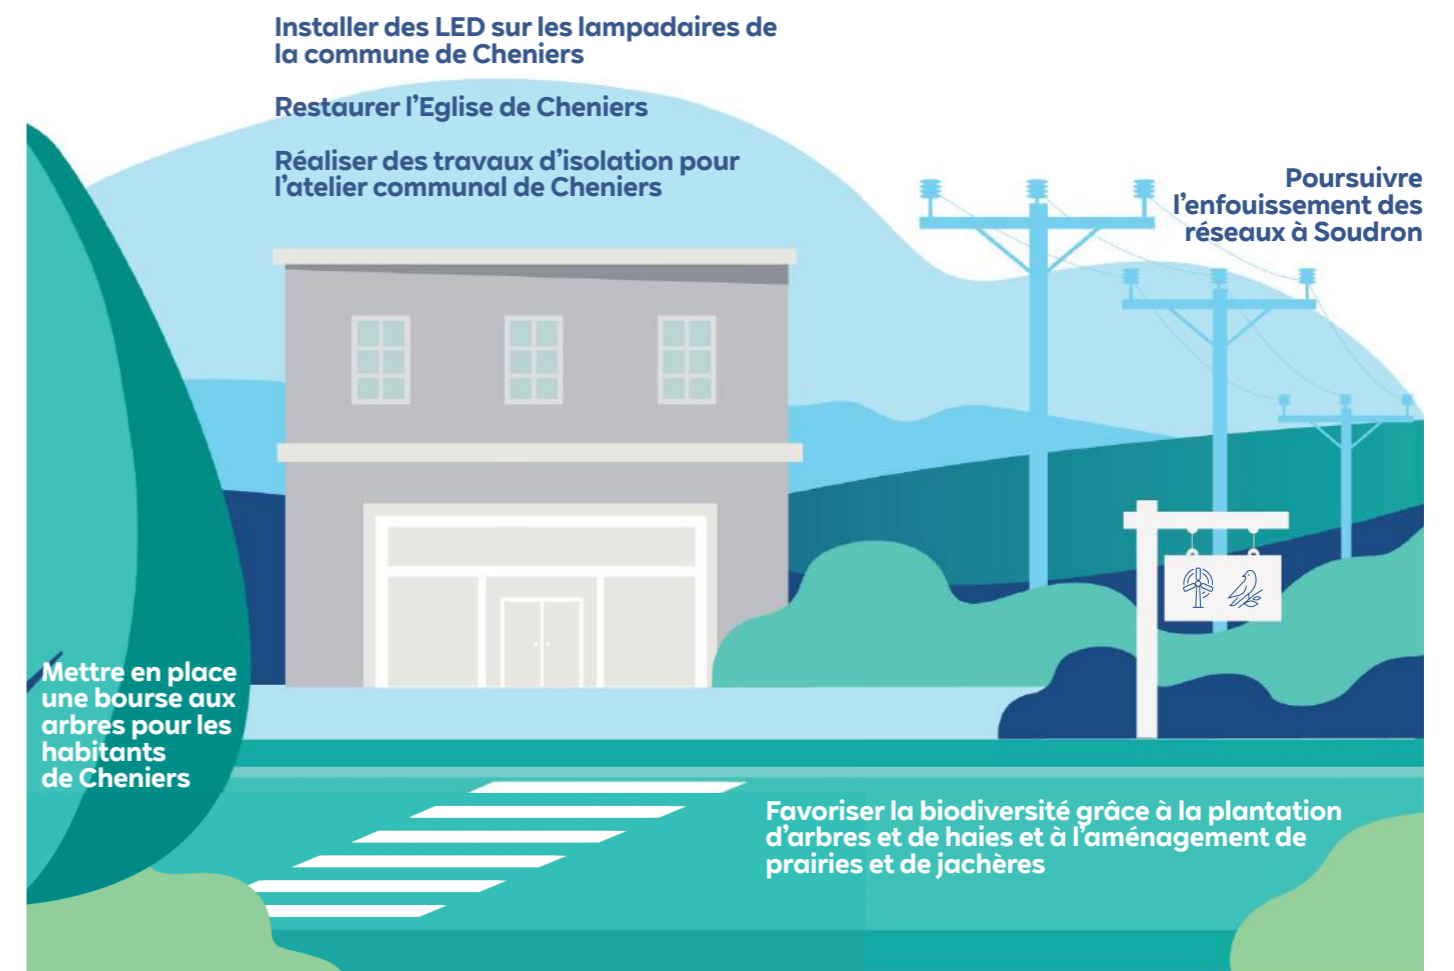 Installer des LED sur les lampadaires de
la commune de Cheniers
Restaurer l'Eglise de Cheniers
Réaliser des travaux d'isolation pour
l'atelier communal de Cheniers
Poursuivre
l'enfouissement des
réseaux à Soudron
Mettre en place
une bourse aux
arbres pour les
habitants
de Cheniers
Favoriser la biodiversité grâce à la plantation
d'arbres et de haies et à l'aménagement de
prairies et de jachères